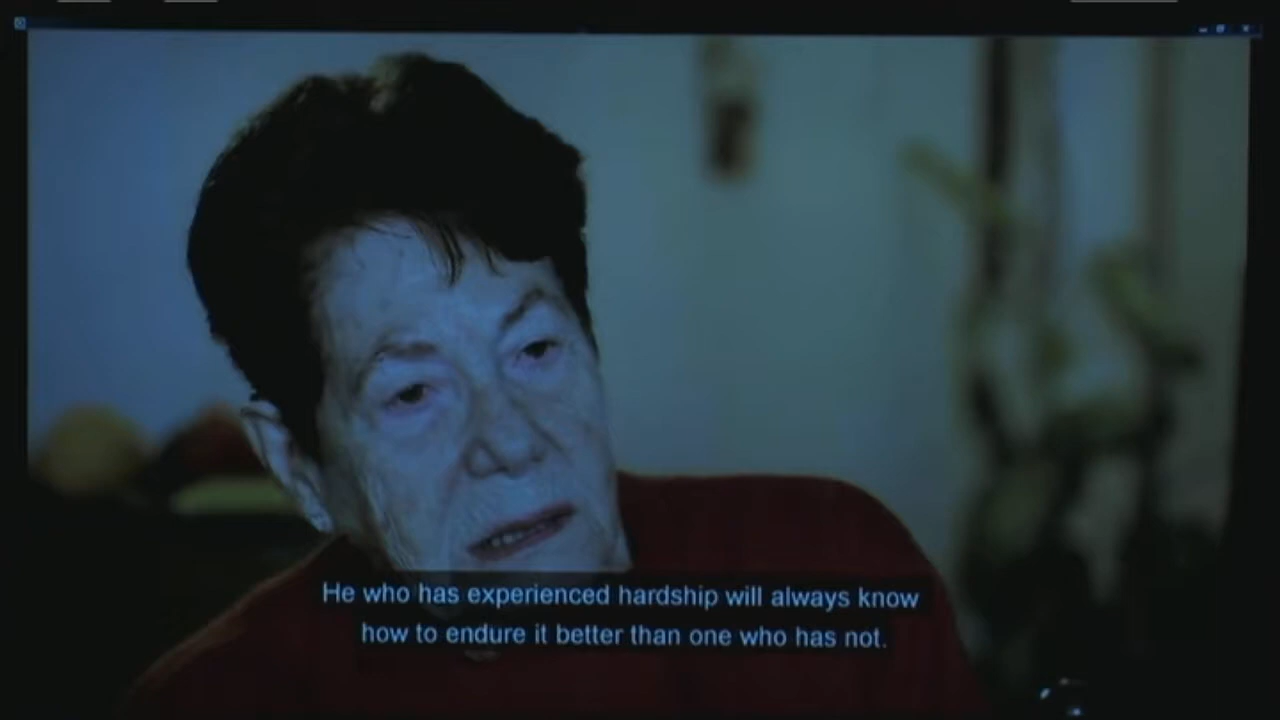 He who has experienced hardship will always know
how to endure it better than one who has not.